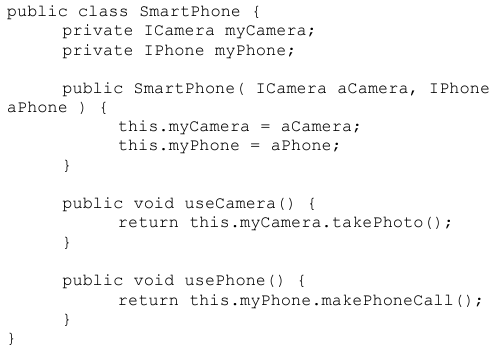 public class SmartPhone {
private ICamera myCamera;
private IPhone myPhone;
public SmartPhone( ICamera aCamera, IPhone
aPhone ) {
this.myCamera = aCamera;
this.myPhone = aPhone;
}
public void useCamera() {
return this.myCamera.takePhoto();
}
public void usePhone() {
return this.myPhone.makePhoneCall();
}
}